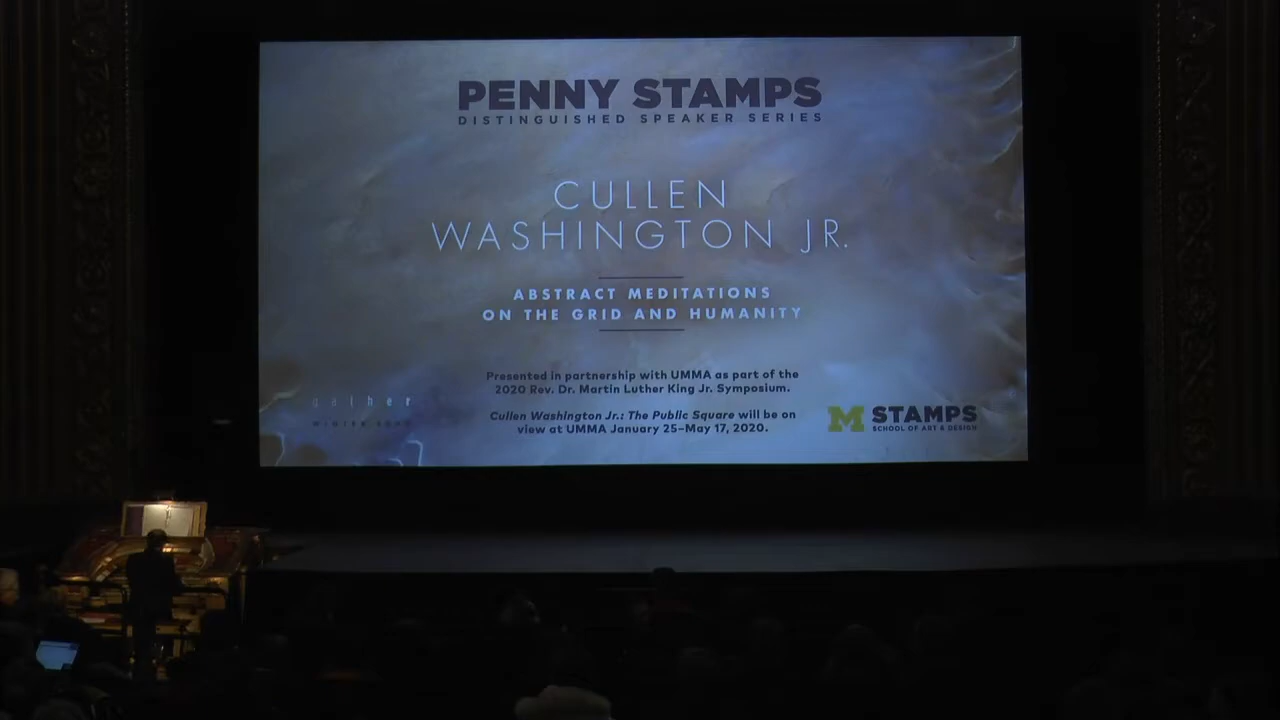 PENNY STAMPS
DISTINGUISHED SPEAKER SERIES
CULLEN
WASHINGTON JR.
ABSTRACT MEDITATIONS
ON THE GRID AND HUMANITY
Presented in partnership with UMMA as part of the
2020 Rev. Dr. Martin Luther King Jr. Symposium.
Cullen Washington Jr.: The Public Square will be on
view at UMMA January 25–May 17, 2020.
gather
WINTER 2020
M STAMPS
SCHOOL OF ART & DESIGN